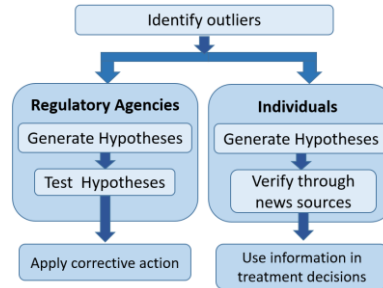 Identify outliers
Regulatory Agencies
Generate Hypotheses
Test Hypotheses
Apply corrective action
Individuals
Generate Hypotheses
Verify through
news sources
Use information in
treatment decisions